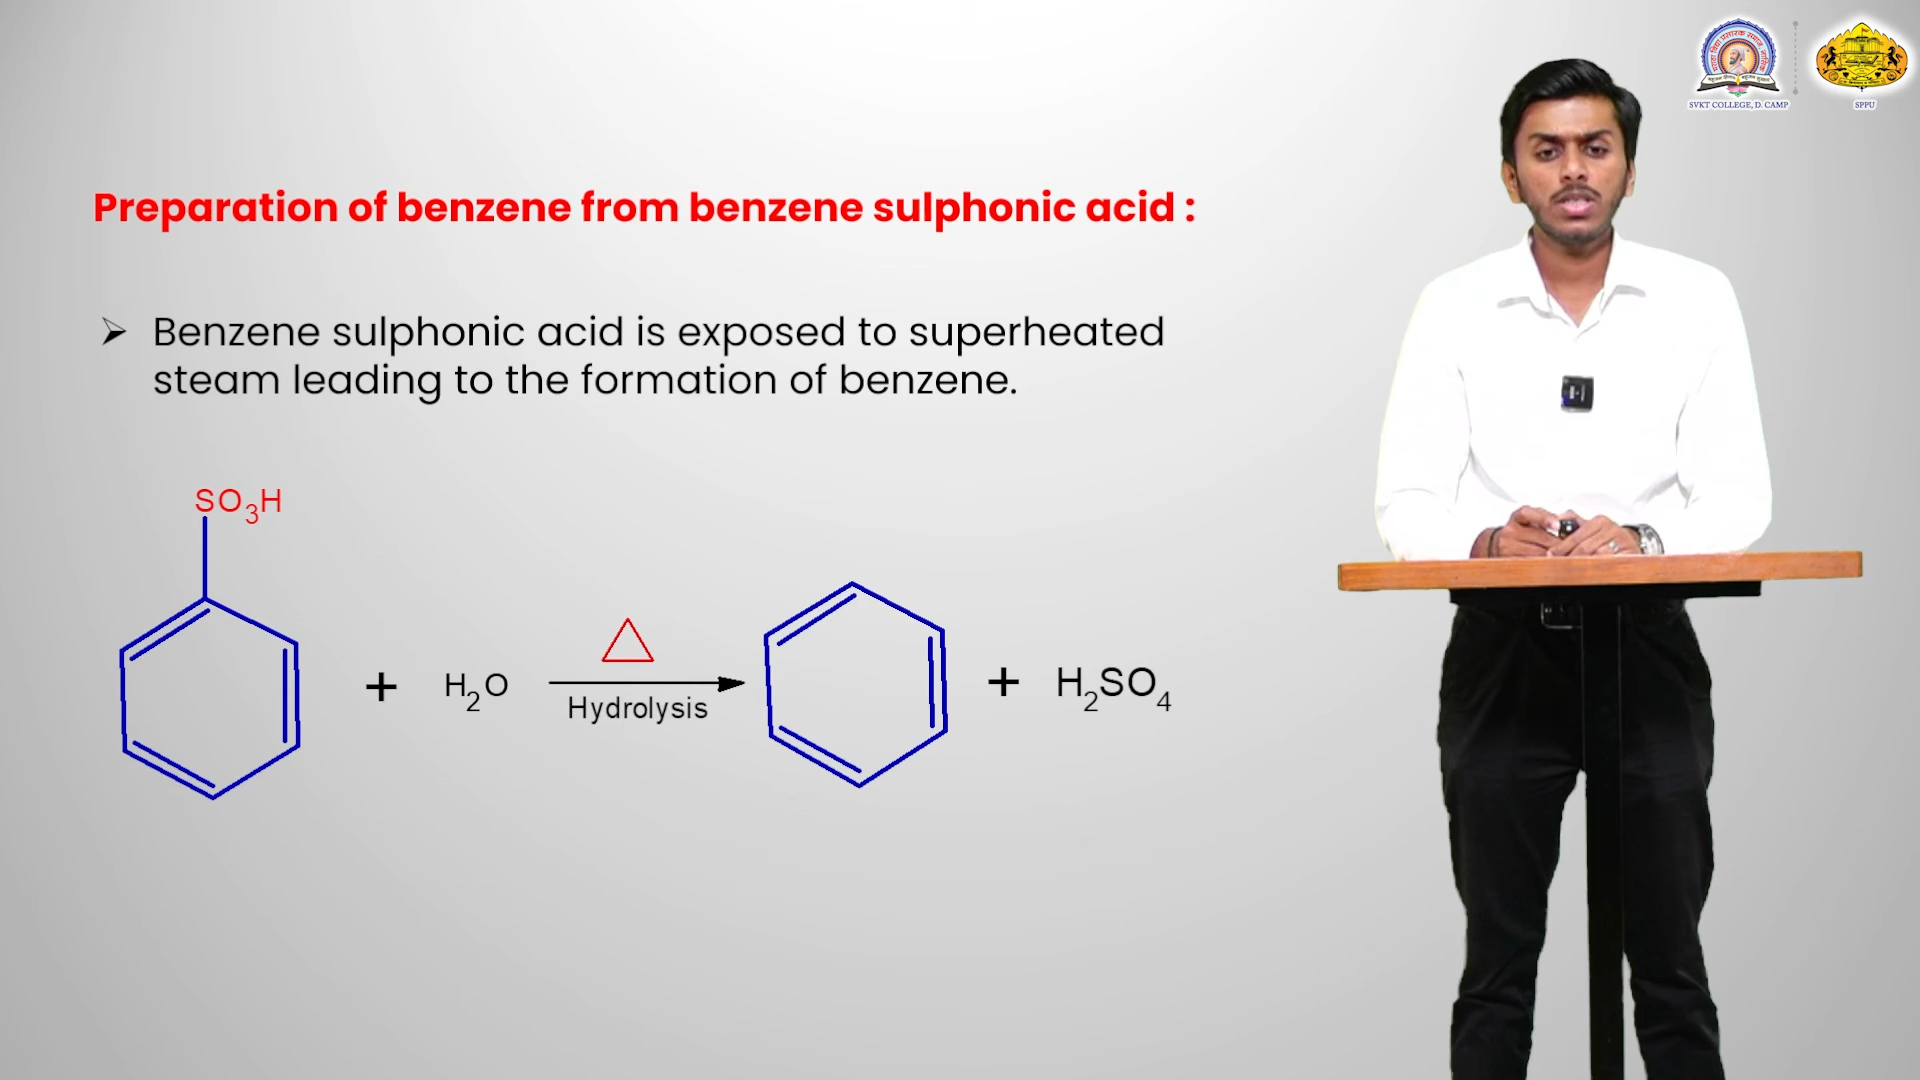 Preparation of benzene from benzene sulphonic acid :
➢ Benzene sulphonic acid is exposed to superheated
steam leading to the formation of benzene.
SO3H
+ H2O Hydrolysis + H2SO4
SVKT COLLEGE, D. CAMP
SPPU